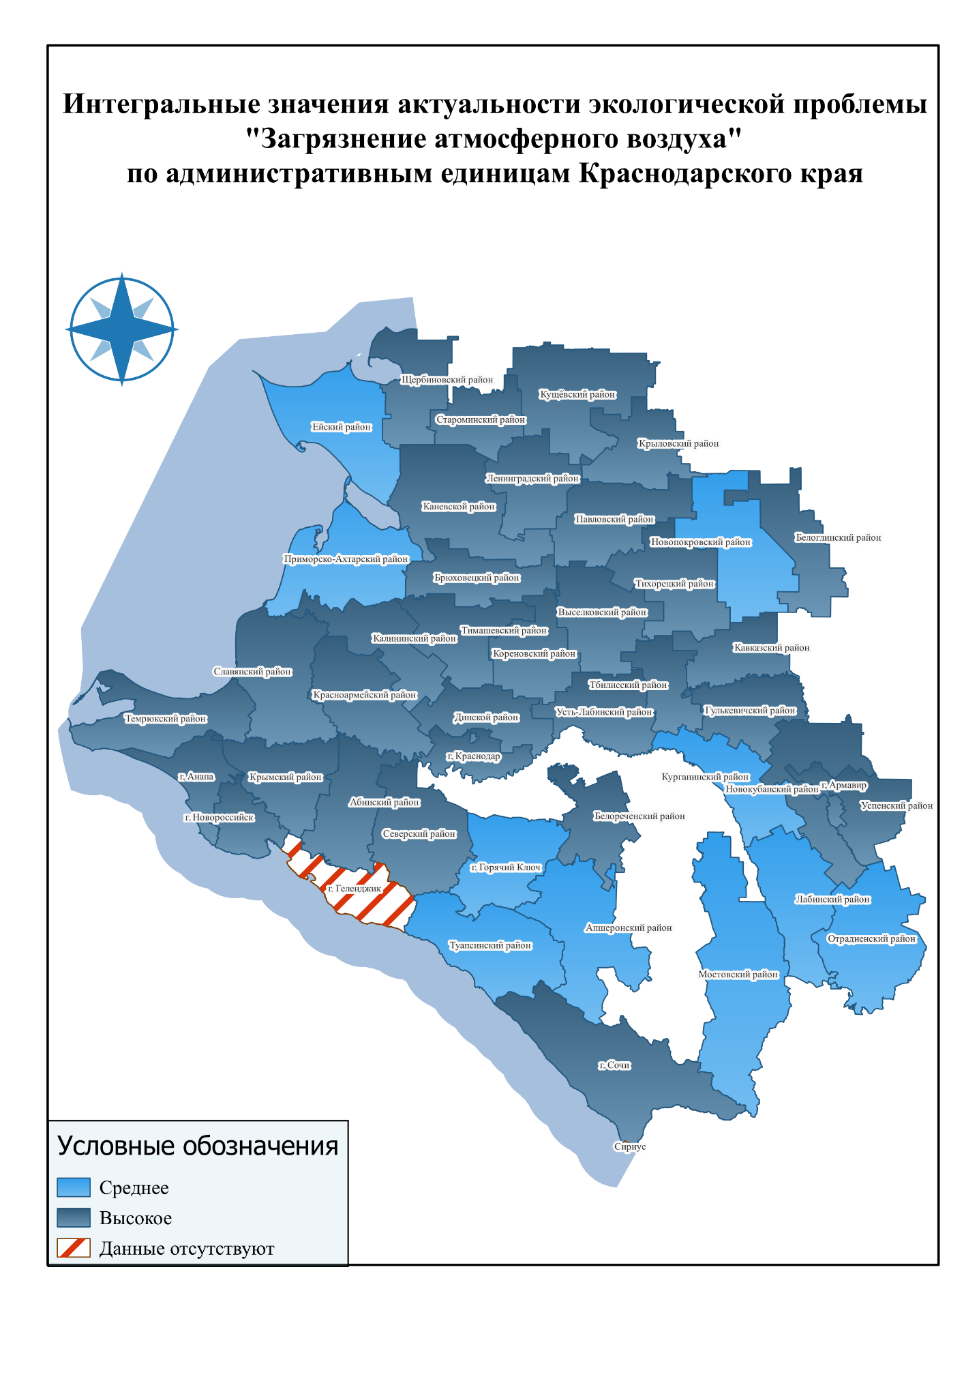 Интегральные значения актуальности экологической проблемы
"Загрязнение атмосферного воздуха"
по административным единицам Краснодарского края
Щербиновский район
Кущёвский район
Староминский район
Ейский район
Крыловский район
Ленинградский район
Каневской район
Павловский район
Белоглинский район
Новопокровский район
Приморско-Ахтарский район
Брюховецкий район
Тихорецкий район
Выселковский район
Тимашевский район
Калининский район
Кавказский район
Кореновский район
Славянский район
Тбилисский район
Красноармейский район
Гулькевичский район
Усть-Лабинский район
Динской район
Темрюкский район
г. Краснодар
г. Анапа
Крымский район
Курганинский район
г. Армавир
Новокубанский район
Абинский район
Успенский район
г. Новороссийск
Белореченский район
Северский район
г. Горячий Ключ
г. Геленджик
Лабинский район
Апшеронский район
Отрадненский район
Туапсинский район
Мостовский район
г. Сочи
Сириус
Условные обозначения
Среднее
Высокое
Данные отсутствуют